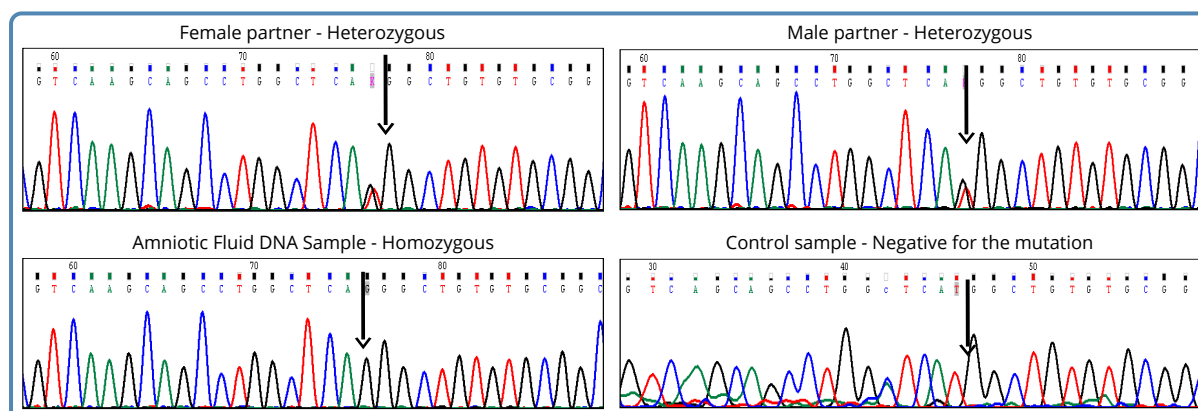 Female partner - Heterozygous
60 70 80
G T C A A G C A G C C T G G C T C A K G G C T G T G T G C G G
Male partner - Heterozygous
60 70 80
G T C A A G C A G C C T G G C T C A G G C T G T G T G C G G
Amniotic Fluid DNA Sample - Homozygous
60 70 80
G T C A A G C A G C C T G G C T C A G G G C T G T G T G C G G C
Control sample - Negative for the mutation
30 40 50
G T C A G C A G C C T G G c T C A T G G C T G T G T G C G G